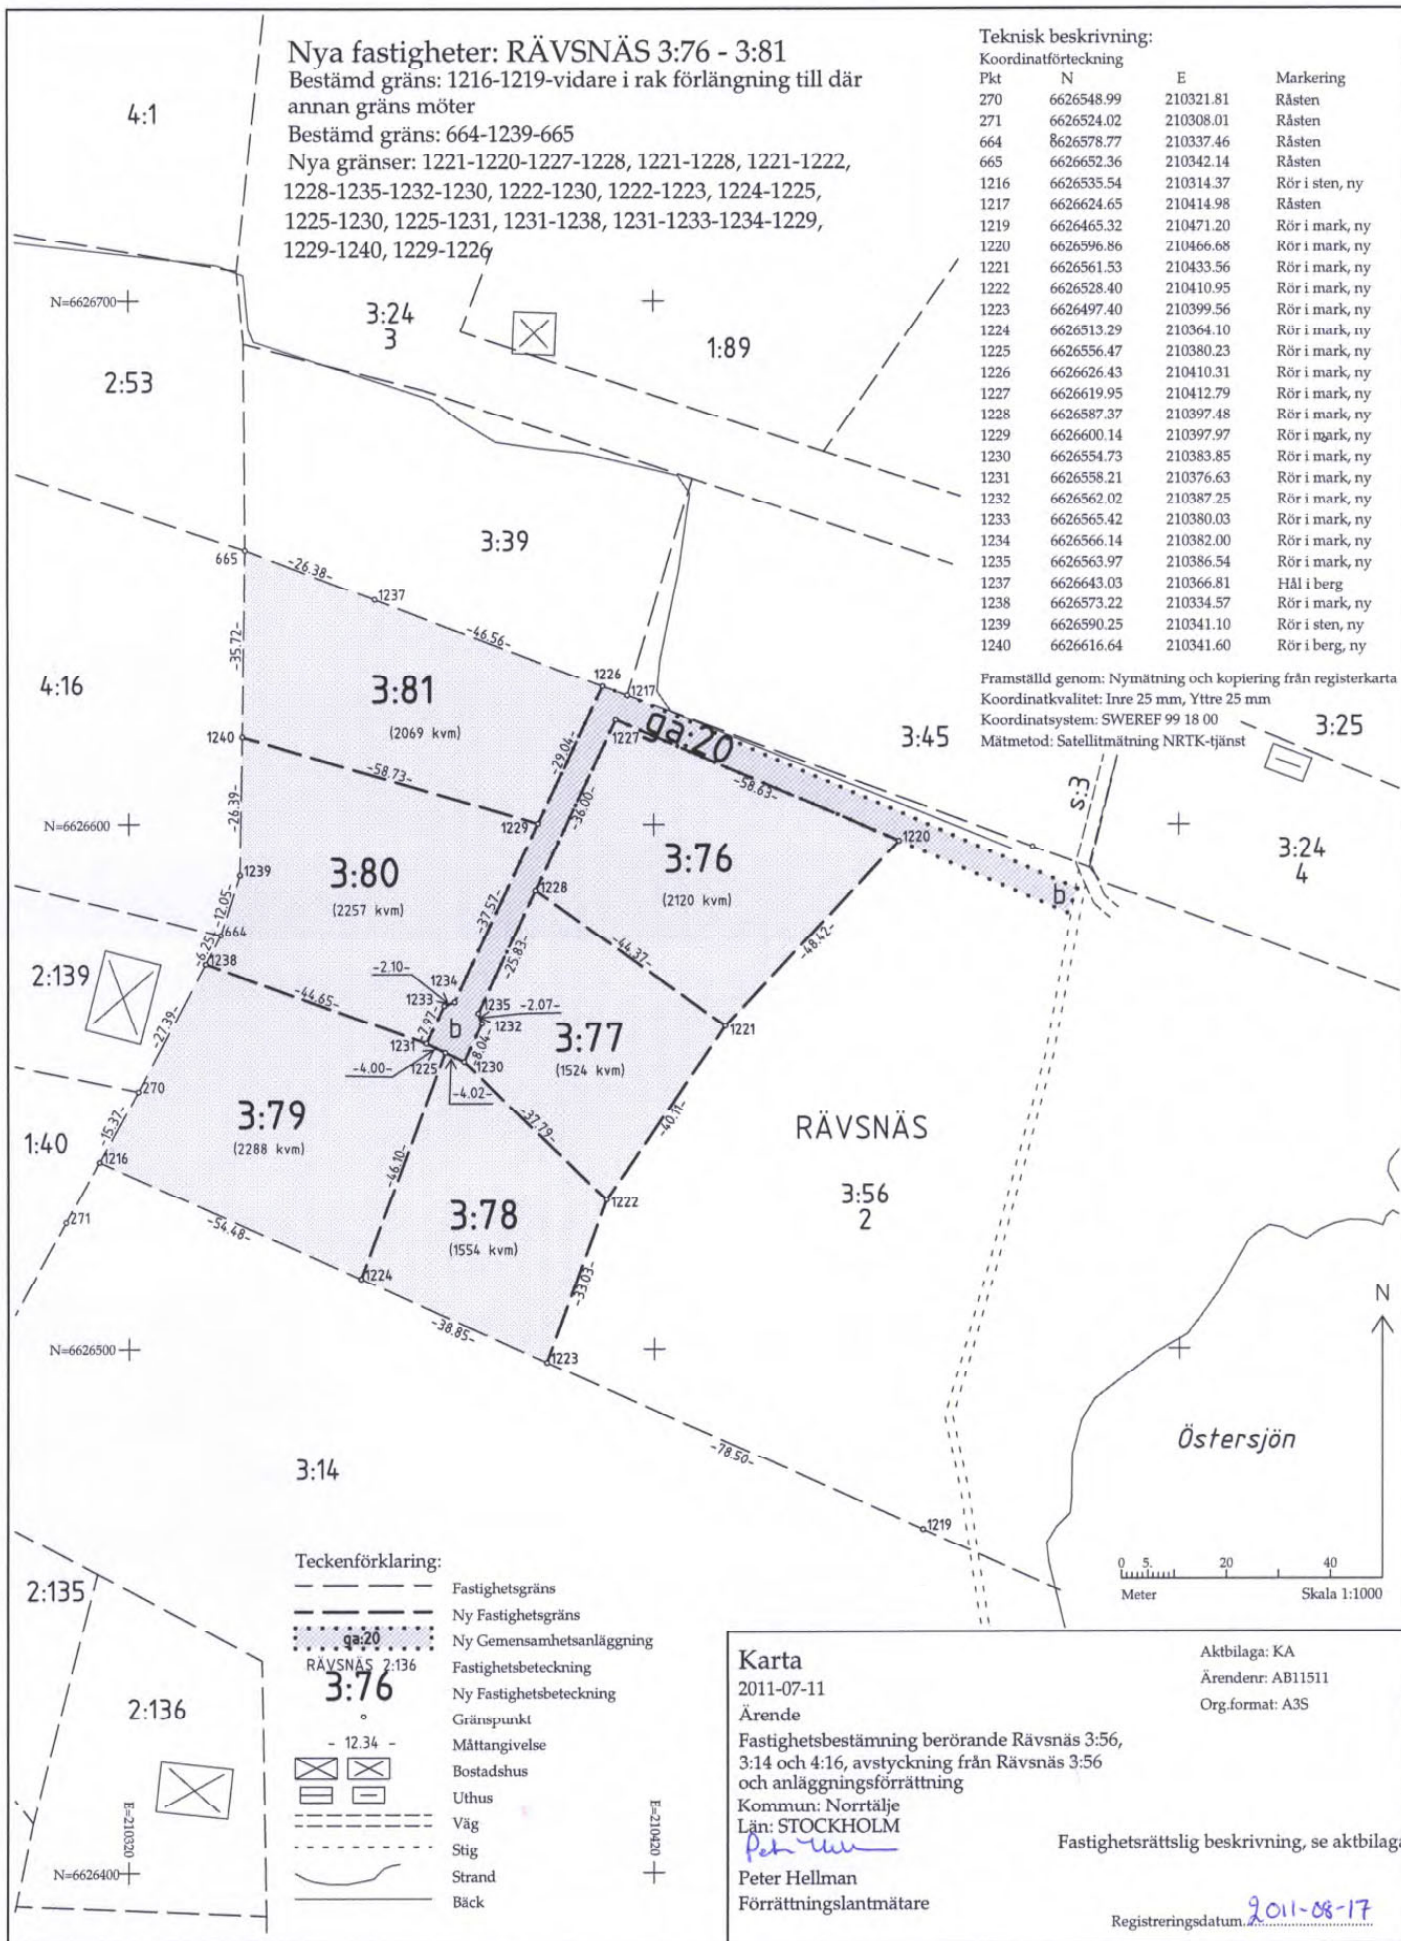 Nya fastigheter: RÄVSNÄS 3:76 - 3:81
Bestämd gräns: 1216-1219-vidare i rak förlängning till där
annan gräns möter
Bestämd gräns: 664-1239-665
Nya gränser: 1221-1220-1227-1228, 1221-1228, 1221-1222,
1228-1235-1232-1230, 1222-1230, 1222-1223, 1224-1225,
1225-1230, 1225-1231, 1231-1238, 1231-1233-1234-1229,
1229-1240, 1229-1226
Teknisk beskrivning:
Koordinatförteckning
Pkt N E Markering
270 6626548.99 210321.81 Råsten
271 6626524.02 210308.01 Råsten
664 6626578.77 210337.46 Råsten
665 6626652.36 210342.14 Råsten
1216 6626535.54 210314.37 Rör i sten, ny
1217 6626624.65 210414.98 Råsten
1219 6626465.32 210471.20 Rör i mark, ny
1220 6626596.86 210466.68 Rör i mark, ny
1221 6626561.53 210433.56 Rör i mark, ny
1222 6626528.40 210410.95 Rör i mark, ny
1223 6626497.40 210399.56 Rör i mark, ny
1224 6626513.29 210364.10 Rör i mark, ny
1225 6626556.47 210380.23 Rör i mark, ny
1226 6626626.43 210410.31 Rör i mark, ny
1227 6626619.95 210412.79 Rör i mark, ny
1228 6626587.37 210397.48 Rör i mark, ny
1229 6626600.14 210397.97 Rör i mark, ny
1230 6626554.73 210383.85 Rör i mark, ny
1231 6626558.21 210376.63 Rör i mark, ny
1232 6626562.02 210387.25 Rör i mark, ny
1233 6626565.42 210380.03 Rör i mark, ny
1234 6626566.14 210382.00 Rör i mark, ny
1235 6626563.97 210386.54 Rör i mark, ny
1237 6626643.03 210366.81 Hål i berg
1238 6626573.22 210334.57 Rör i mark, ny
1239 6626590.25 210341.10 Rör i sten, ny
1240 6626616.64 210341.60 Rör i berg, ny
Framställd genom: Nymätning och kopiering från registerkarta
Koordinatkvalitet: Inre 25 mm, Yttre 25 mm
Koordinatsystem: SWEREF 99 18 00
Mätmetod: Satellitmätning NRTK-tjänst
4:1
N=6626700
3:24
3
1:89
2:53
3:39
665
-26.38-
1237
-46.56-
-35.72-
4:16
3:81
(2069 kvm)
1226
1217
ga:20
1227
3:45
3:25
1240
-58.73-
-29.04-
-36.00-
-58.63-
s:3
N=6626600
-26.39-
1229
1220
3:76
(2120 kvm)
3:24
4
3:80
(2257 kvm)
1239
-12.05-
1228
b
664
-6.25-
1238
-37.57-
-44.37-
-48.42-
2:139
-44.65-
-2.10-
1234
1233
-25.83-
1235
-2.07-
1232
-7.97-
b
1231
-8.04-
1221
-27.39-
-4.00-
1225
1230
-4.02-
3:77
(1524 kvm)
270
3:79
(2288 kvm)
-37.79-
-40.11-
RÄVSNÄS
1:40
-15.37-
1216
-46.10-
3:56
2
1222
271
-54.48-
3:78
(1554 kvm)
1224
-33.03-
-38.85-
N=6626500
1223
N
Östersjön
-78.50-
3:14
1219
0 5. 20 40
Meter Skala 1:1000
2:135
2:136
E=210320
N=6626400
E=210420
Teckenförklaring:
Fastighetsgräns
Ny Fastighetsgräns
ga:20 Ny Gemensamhetsanläggning
RÄVSNÄS 2:136 Fastighetsbeteckning
3:76 Ny Fastighetsbeteckning
Gränspunkt
- 12.34 - Måttangivelse
Bostadshus
Uthus
Väg
Stig
Strand
Bäck
Karta
2011-07-11
Ärende
Aktbilaga: KA
Ärendenr: AB11511
Org.format: A3S
Fastighetsbestämning berörande Rävsnäs 3:56,
3:14 och 4:16, avstyckning från Rävsnäs 3:56
och anläggningsförrättning
Kommun: Norrtälje
Län: STOCKHOLM
Fastighetsrättslig beskrivning, se aktbilaga
Peter Hellman
Förrättningslantmätare
Registreringsdatum 2011-08-17